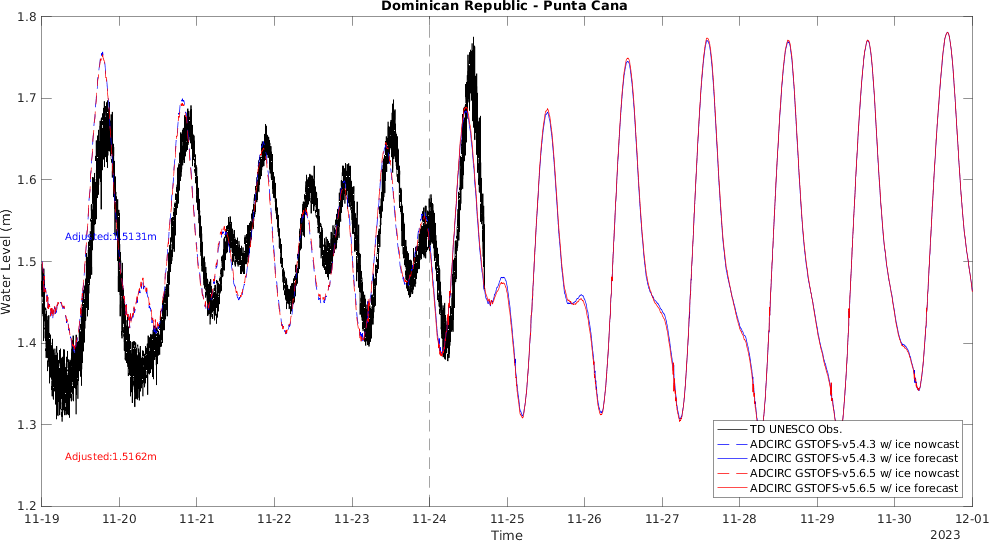 Dominican Republic - Punta Cana
1.8
1.7
1.6
1.5
1.4
1.3
1.2
Water Level (m)
Adjusted:1.5131m
Adjusted:1.5162m
TD UNESCO Obs.
ADCIRC GSTOFS-v5.4.3 w/ ice nowcast
ADCIRC GSTOFS-v5.4.3 w/ ice forecast
ADCIRC GSTOFS-v5.6.5 w/ ice nowcast
ADCIRC GSTOFS-v5.6.5 w/ ice forecast
11-19 11-20 11-21 11-22 11-23 11-24 11-25 11-26 11-27 11-28 11-29 11-30 12-01
Time
2023